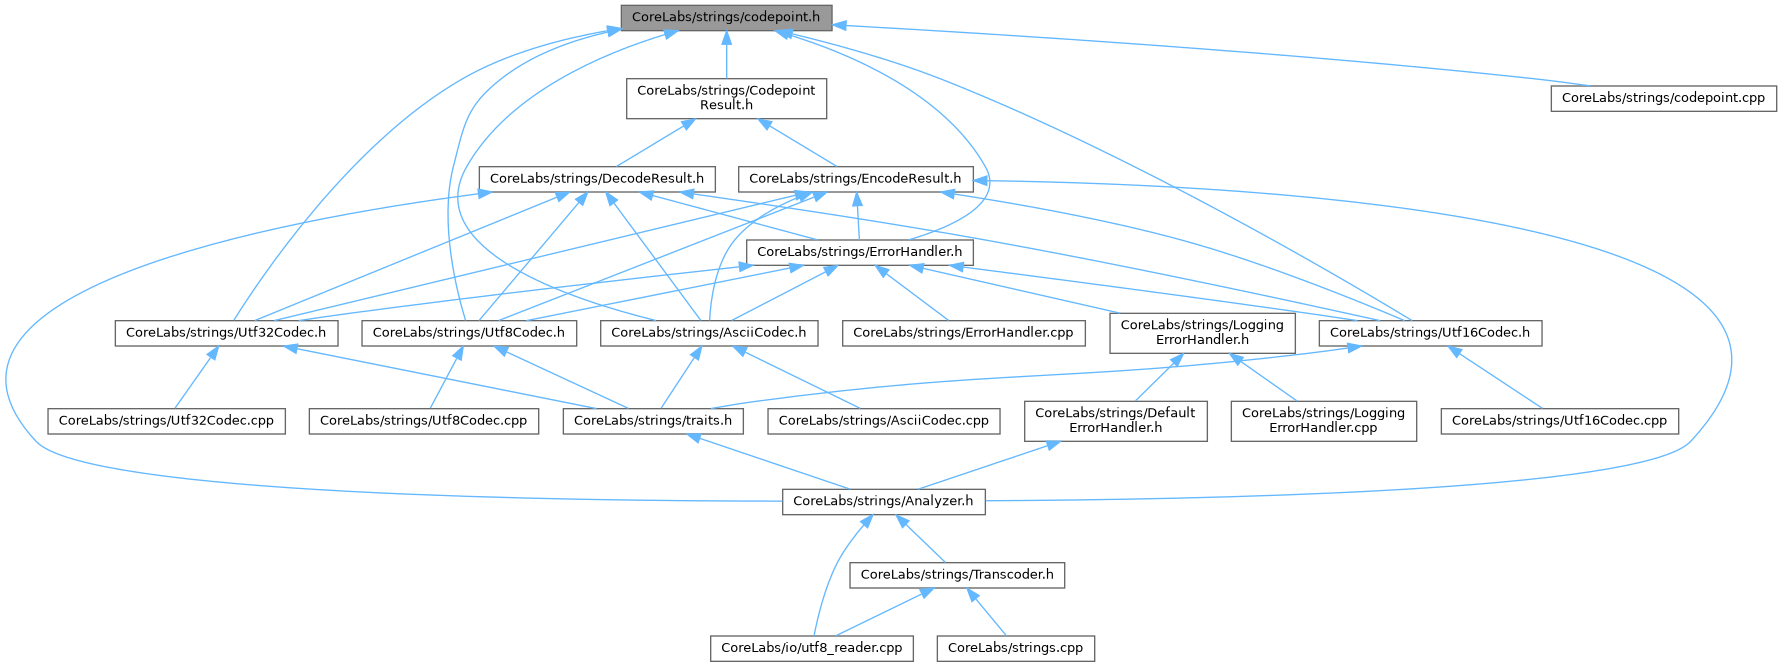 CoreLabs/strings/codepoint.h
CoreLabs/strings/Codepoint
Result.h
CoreLabs/strings/codepoint.cpp
CoreLabs/strings/DecodeResult.h
CoreLabs/strings/EncodeResult.h
CoreLabs/strings/ErrorHandler.h
CoreLabs/strings/Utf32Codec.h
CoreLabs/strings/Utf8Codec.h
CoreLabs/strings/AsciiCodec.h
CoreLabs/strings/ErrorHandler.cpp
CoreLabs/strings/Logging
ErrorHandler.h
CoreLabs/strings/Utf16Codec.h
CoreLabs/strings/Utf32Codec.cpp
CoreLabs/strings/Utf8Codec.cpp
CoreLabs/strings/traits.h
CoreLabs/strings/AsciiCodec.cpp
CoreLabs/strings/Default
ErrorHandler.h
CoreLabs/strings/Logging
ErrorHandler.cpp
CoreLabs/strings/Utf16Codec.cpp
CoreLabs/strings/Analyzer.h
CoreLabs/strings/Transcoder.h
CoreLabs/io/utf8_reader.cpp
CoreLabs/strings.cpp